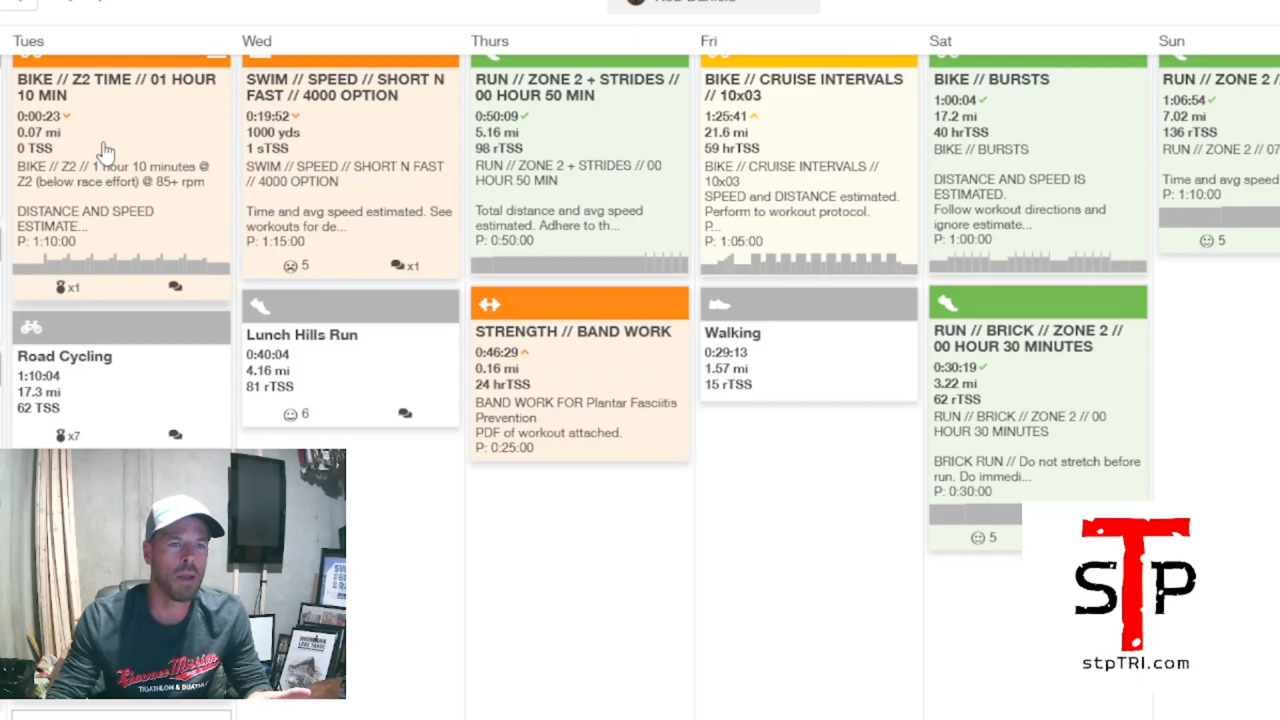 Tues
Wed
Thurs
Fri
Sat
Sun
BIKE // Z2 TIME // 01 HOUR
10 MIN
0:00:23
0.07 mi
0 TSS
BIKE // Z2 // 1 hour 10 minutes @
Z2 (below race effort) @ 85+ rpm
DISTANCE AND SPEED
ESTIMATE...
P: 1:10:00
x1
Road Cycling
1:10:04
17.3 mi
62 TSS
x7
SWIM // SPEED // SHORT N
FAST // 4000 OPTION
0:19:52
1000 yds
1 sTSS
SWIM // SPEED // SHORT N FAST
// 4000 OPTION
Time and avg speed estimated. See
workouts for de...
P: 1:15:00
5
x1
Lunch Hills Run
0:40:04
4.16 mi
81 rTSS
6
RUN // ZONE 2 + STRIDES //
00 HOUR 50 MIN
0:50:09
5.16 mi
98 rTSS
RUN // ZONE 2 + STRIDES // 00
HOUR 50 MIN
Total distance and avg speed
estimated. Adhere to th...
P: 0:50:00
STRENGTH // BAND WORK
0:46:29
0.16 mi
24 hrTSS
BAND WORK FOR Plantar Fasciitis
Prevention
PDF of workout attached.
P: 0:25:00
BIKE // CRUISE INTERVALS
// 10x03
1:25:41
21.6 mi
59 hrTSS
BIKE // CRUISE INTERVALS //
10x03
SPEED and DISTANCE estimated.
Perform to workout protocol.
P...
P: 1:05:00
Walking
0:29:13
1.57 mi
15 rTSS
BIKE // BURSTS
1:00:04
17.2 mi
40 hrTSS
BIKE // BURSTS
DISTANCE AND SPEED IS
ESTIMATED.
Follow workout directions and
ignore estimate...
P: 1:00:00
RUN // BRICK // ZONE 2 //
00 HOUR 30 MINUTES
0:30:19
3.22 mi
62 rTSS
RUN // BRICK // ZONE 2 // 00
HOUR 30 MINUTES
BRICK RUN // Do not stretch before
run. Do immedi...
P: 0:30:00
5
RUN // ZONE 2 //
1:06:54
7.02 mi
136 rTSS
RUN // ZONE 2 // 07
Time and avg speed
P: 1:10:00
5
STP
stpTRI.com
TRIATHLON & DUATHL